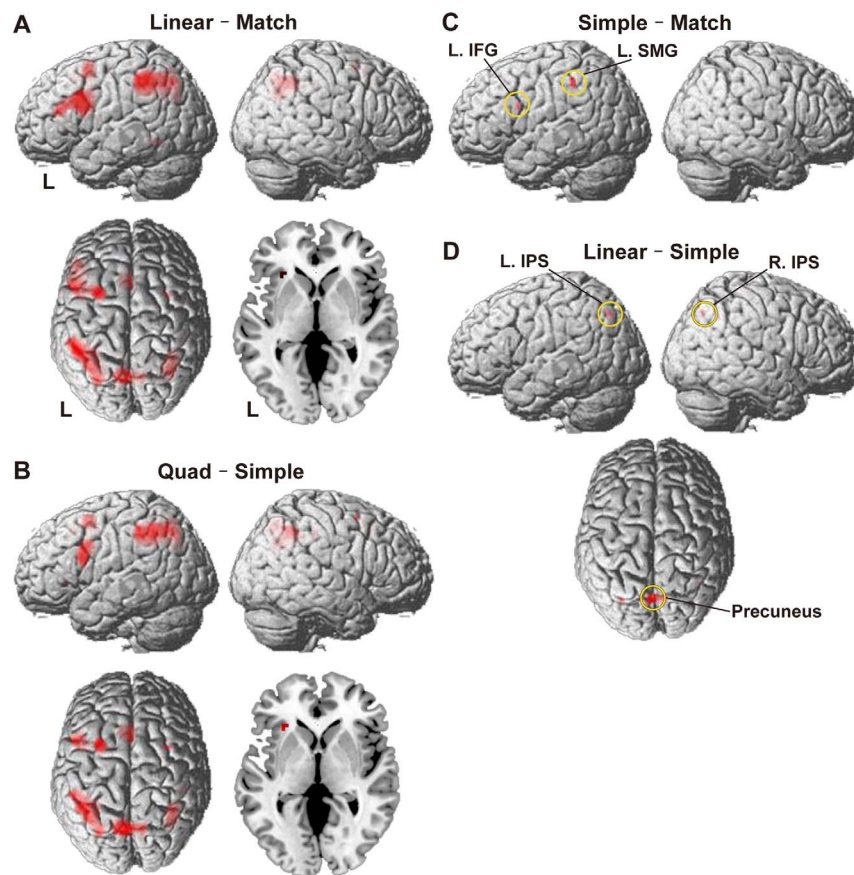 A
Linear – Match
L
L
B
Quad – Simple
C
Simple – Match
L. IFG
L. SMG
D
Linear – Simple
L. IPS
R. IPS
Precuneus